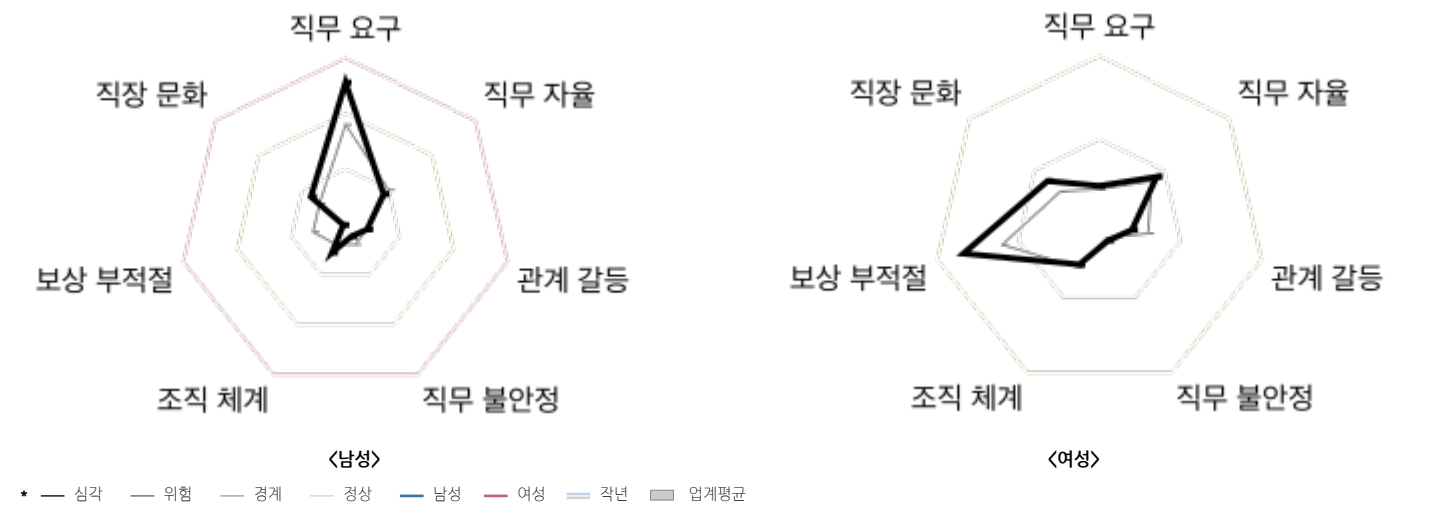 직무 요구
직장 문화
직무 자율
보상 부적절
관계 갈등
조직 체계
직무 불안정
<남성>
직무 요구
직장 문화
직무 자율
보상 부적절
관계 갈등
조직 체계
직무 불안정
<여성>
* 심각 위험 경계 정상 남성 여성 작년 업계평균